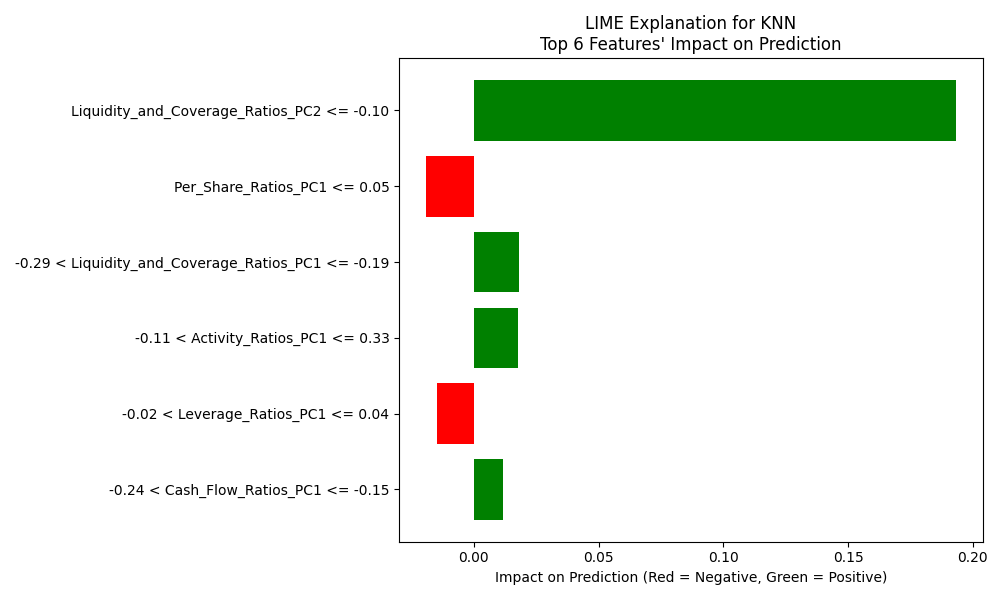 LIME Explanation for KNN
Top 6 Features' Impact on Prediction
Liquidity_and_Coverage_Ratios_PC2 <= -0.10
Per_Share_Ratios_PC1 <= 0.05
-0.29 < Liquidity_and_Coverage_Ratios_PC1 <= -0.19
-0.11 < Activity_Ratios_PC1 <= 0.33
-0.02 < Leverage_Ratios_PC1 <= 0.04
-0.24 < Cash_Flow_Ratios_PC1 <= -0.15
0.00 0.05 0.10 0.15 0.20
Impact on Prediction (Red = Negative, Green = Positive)